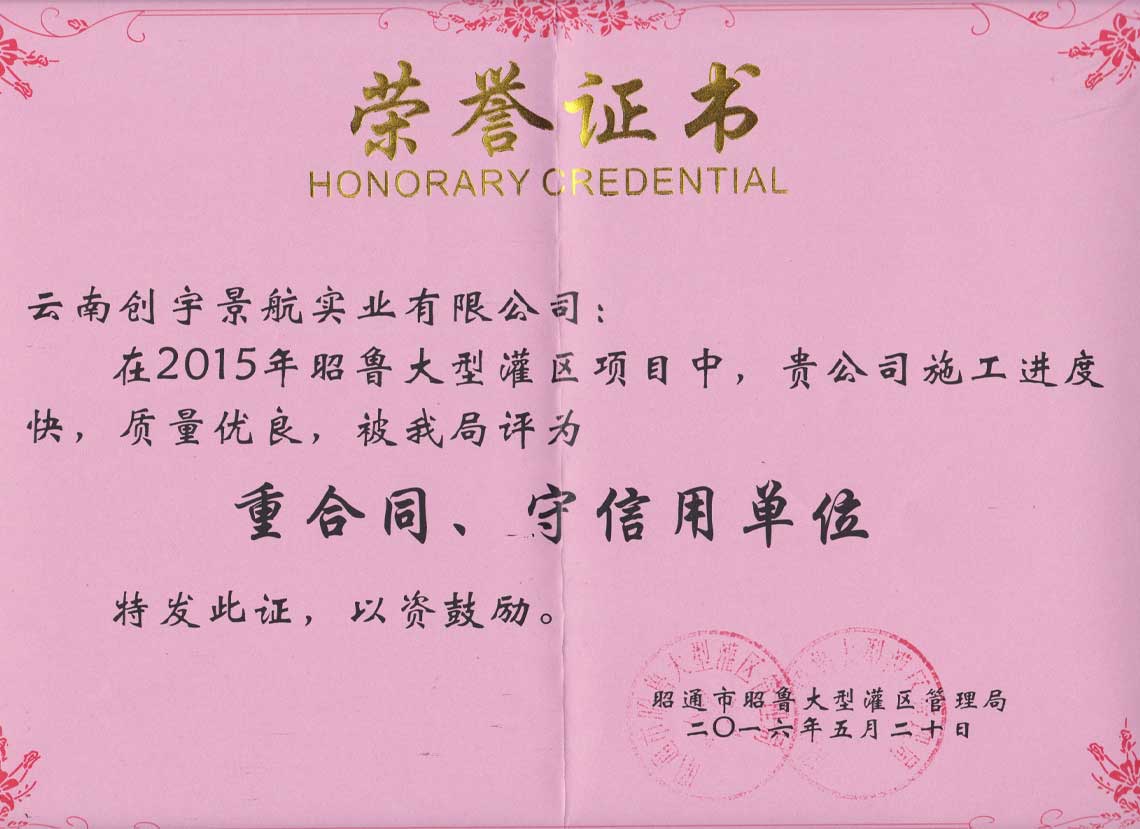 荣誉证书
HONORARY CREDENTIAL
云南创宇景航实业有限公司：
在2015年昭鲁大型灌区项目中，贵公司施工进度
快，质量优良，被我局评为
重合同、守信用单位
特发此证，以资鼓励。
昭通市昭鲁大型灌区管理局
二〇一六年五月二十日